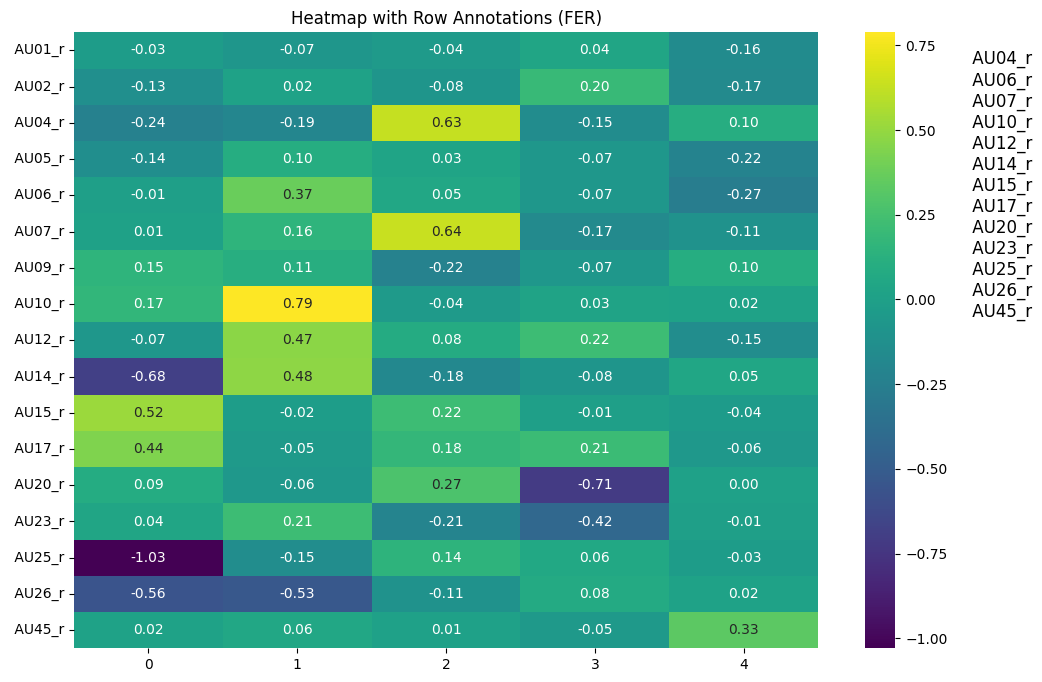 Heatmap with Row Annotations (FER)
AU01_r -0.03 -0.07 -0.04 0.04 -0.16
AU02_r -0.13 0.02 -0.08 0.20 -0.17
AU04_r -0.24 -0.19 0.63 -0.15 0.10
AU05_r -0.14 0.10 0.03 -0.07 -0.22
AU06_r -0.01 0.37 0.05 -0.07 -0.27
AU07_r 0.01 0.16 0.64 -0.17 -0.11
AU09_r 0.15 0.11 -0.22 -0.07 0.10
AU10_r 0.17 0.79 -0.04 0.03 0.02
AU12_r -0.07 0.47 0.08 0.22 -0.15
AU14_r -0.68 0.48 -0.18 -0.08 0.05
AU15_r 0.52 -0.02 0.22 -0.01 -0.04
AU17_r 0.44 -0.05 0.18 0.21 -0.06
AU20_r 0.09 -0.06 0.27 -0.71 0.00
AU23_r 0.04 0.21 -0.21 -0.42 -0.01
AU25_r -1.03 -0.15 0.14 0.06 -0.03
AU26_r -0.56 -0.53 -0.11 0.08 0.02
AU45_r 0.02 0.06 0.01 -0.05 0.33
0 1 2 3 4
0.75
0.50
0.25
0.00
−0.25
−0.50
−0.75
−1.00
AU04_r
AU06_r
AU07_r
AU10_r
AU12_r
AU14_r
AU15_r
AU17_r
AU20_r
AU23_r
AU25_r
AU26_r
AU45_r